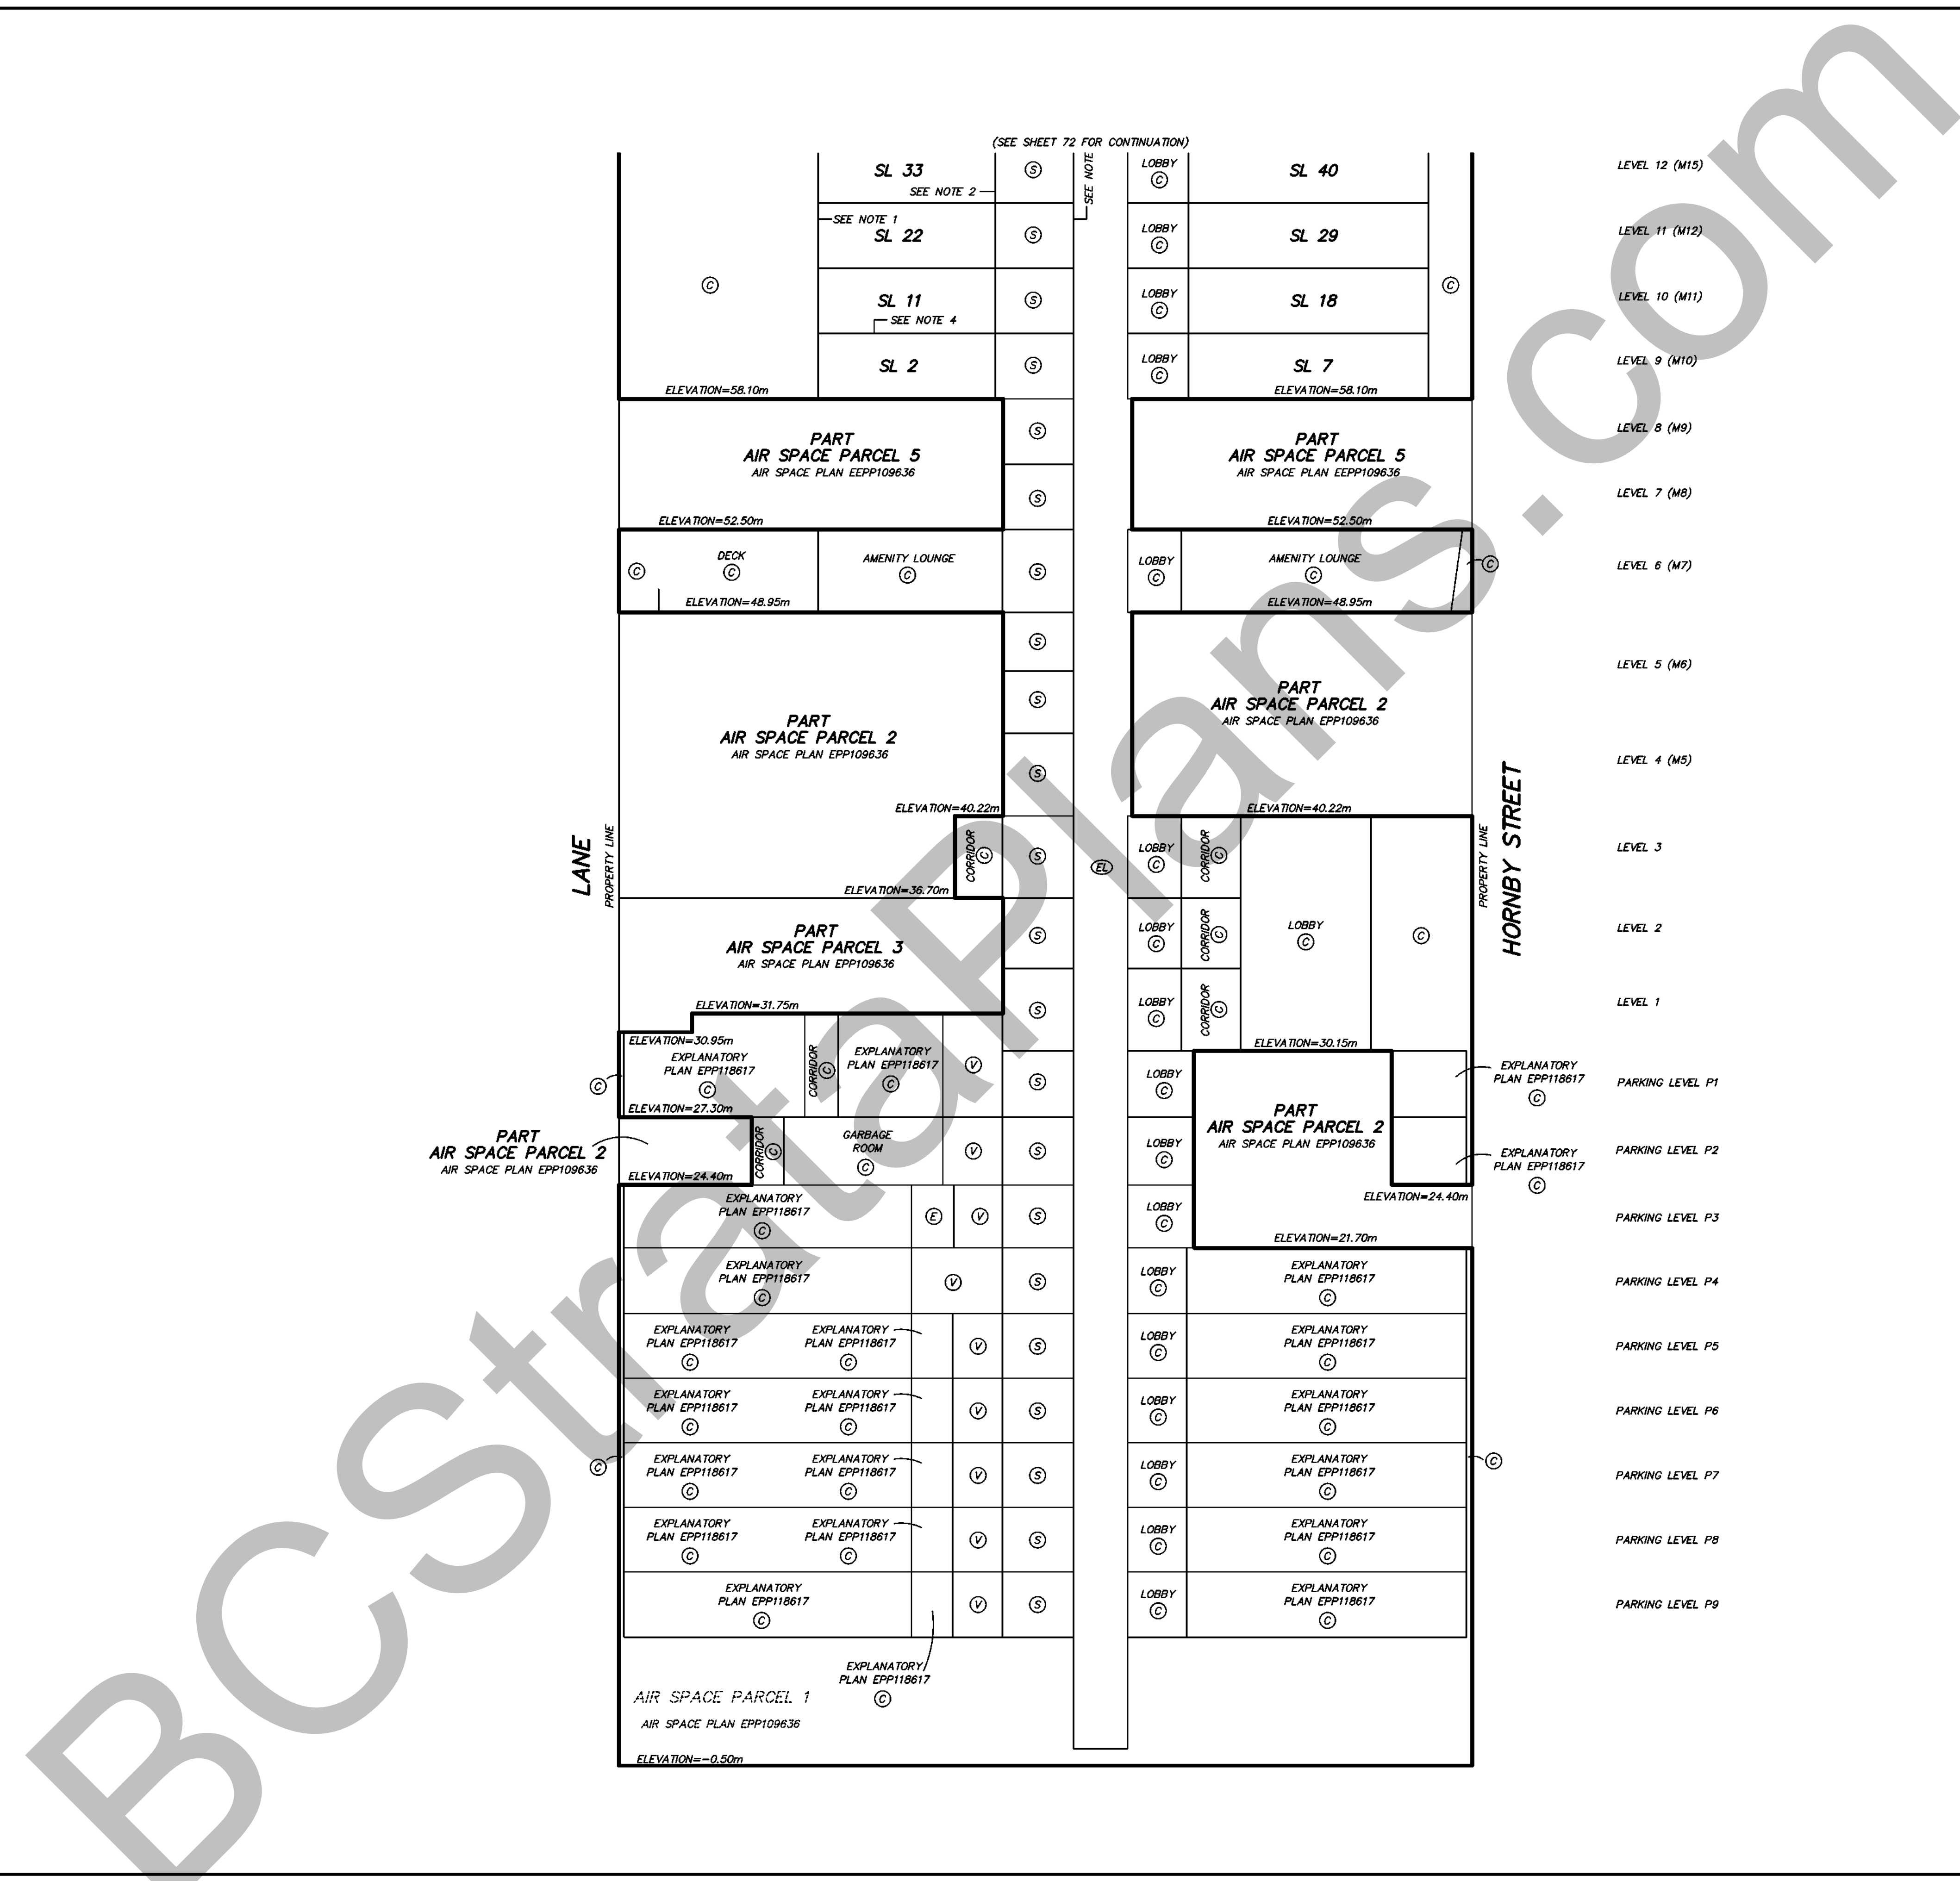 (SEE SHEET 72 FOR CONTINUATION)
SL 33
SEE NOTE 2
S
SEE NOTE
LOBBY
C
SL 40
LEVEL 12 (M15)
SEE NOTE 1
SL 22
S
LOBBY
C
SL 29
LEVEL 11 (M12)
C
SL 11
SEE NOTE 4
S
LOBBY
C
SL 18
C
LEVEL 10 (M11)
SL 2
S
LOBBY
C
SL 7
LEVEL 9 (M10)
ELEVATION=58.10m
ELEVATION=58.10m
PART
AIR SPACE PARCEL 5
AIR SPACE PLAN EEPP109636
S
PART
AIR SPACE PARCEL 5
AIR SPACE PLAN EEPP109636
LEVEL 8 (M9)
S
LEVEL 7 (M8)
ELEVATION=52.50m
ELEVATION=52.50m
C
DECK
C
AMENITY LOUNGE
C
S
LOBBY
C
AMENITY LOUNGE
C
C
LEVEL 6 (M7)
ELEVATION=48.95m
ELEVATION=48.95m
S
LEVEL 5 (M6)
PART
AIR SPACE PARCEL 2
AIR SPACE PLAN EPP109636
S
PART
AIR SPACE PARCEL 2
AIR SPACE PLAN EPP109636
S
LEVEL 4 (M5)
ELEVATION=40.22m
ELEVATION=40.22m
LANE
PROPERTY LINE
CORRIDOR
C
S
EL
LOBBY
C
CORRIDOR
C
PROPERTY LINE
HORNBY STREET
LEVEL 3
ELEVATION=36.70m
PART
AIR SPACE PARCEL 3
AIR SPACE PLAN EPP109636
S
LOBBY
C
CORRIDOR
C
LOBBY
C
C
LEVEL 2
ELEVATION=31.75m
S
LOBBY
C
CORRIDOR
C
LEVEL 1
ELEVATION=30.95m
ELEVATION=30.15m
C
EXPLANATORY
PLAN EPP118617
C
CORRIDOR
C
EXPLANATORY
PLAN EPP118617
C
V
S
LOBBY
C
EXPLANATORY
PLAN EPP118617
C
PARKING LEVEL P1
ELEVATION=27.30m
PART
AIR SPACE PARCEL 2
AIR SPACE PLAN EPP109636
CORRIDOR
C
GARBAGE
ROOM
C
V
S
LOBBY
C
PART
AIR SPACE PARCEL 2
AIR SPACE PLAN EPP109636
EXPLANATORY
PLAN EPP118617
C
PARKING LEVEL P2
ELEVATION=24.40m
ELEVATION=24.40m
EXPLANATORY
PLAN EPP118617
C
E
V
S
LOBBY
C
PARKING LEVEL P3
ELEVATION=21.70m
EXPLANATORY
PLAN EPP118617
C
V
S
LOBBY
C
EXPLANATORY
PLAN EPP118617
C
PARKING LEVEL P4
EXPLANATORY
PLAN EPP118617
C
EXPLANATORY
PLAN EPP118617
C
V
S
LOBBY
C
EXPLANATORY
PLAN EPP118617
C
PARKING LEVEL P5
EXPLANATORY
PLAN EPP118617
C
EXPLANATORY
PLAN EPP118617
C
V
S
LOBBY
C
EXPLANATORY
PLAN EPP118617
C
PARKING LEVEL P6
C
EXPLANATORY
PLAN EPP118617
C
EXPLANATORY
PLAN EPP118617
C
V
S
LOBBY
C
EXPLANATORY
PLAN EPP118617
C
C
PARKING LEVEL P7
EXPLANATORY
PLAN EPP118617
C
EXPLANATORY
PLAN EPP118617
C
V
S
LOBBY
C
EXPLANATORY
PLAN EPP118617
C
PARKING LEVEL P8
EXPLANATORY
PLAN EPP118617
C
V
S
LOBBY
C
EXPLANATORY
PLAN EPP118617
C
PARKING LEVEL P9
EXPLANATORY
PLAN EPP118617
C
AIR SPACE PARCEL 1
AIR SPACE PLAN EPP109636
ELEVATION=-0.50m
BCStrataPlans.com